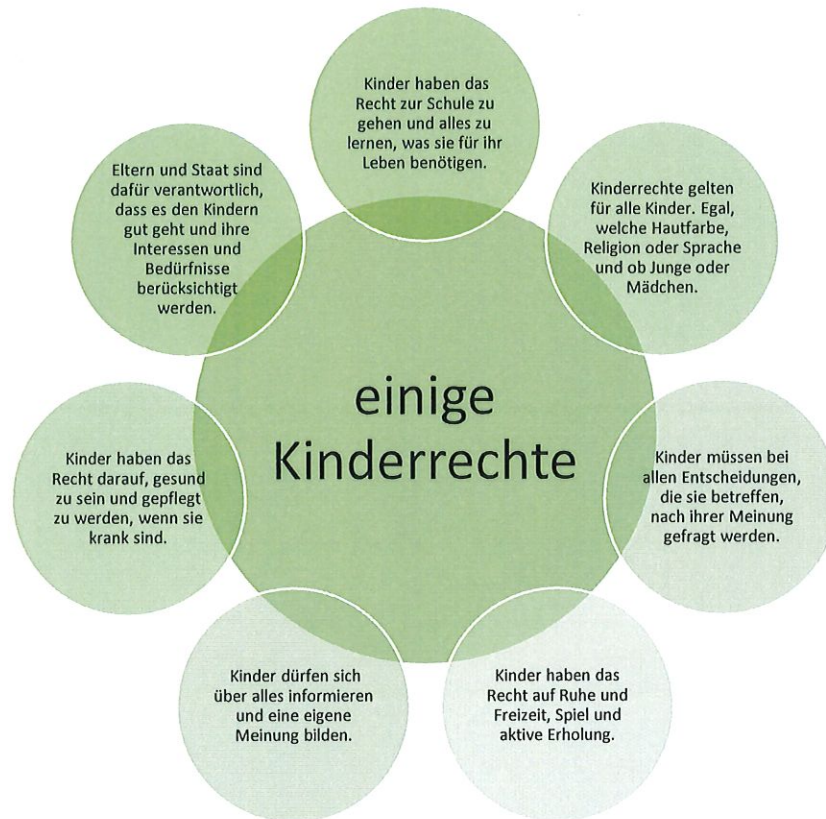 Kinder haben das
Recht zur Schule zu
gehen und alles zu
lernen, was sie für ihr
Leben benötigen.
Kinderrechte gelten
für alle Kinder. Egal,
welche Hautfarbe,
Religion oder Sprache
und ob Junge oder
Mädchen.
Kinder müssen bei
allen Entscheidungen,
die sie betreffen,
nach ihrer Meinung
gefragt werden.
Kinder haben das
Recht auf Ruhe und
Freizeit, Spiel und
aktive Erholung.
Kinder dürfen sich
über alles informieren
und eine eigene
Meinung bilden.
Kinder haben das
Recht darauf, gesund
zu sein und gepflegt
zu werden, wenn sie
krank sind.
Eltern und Staat sind
dafür verantwortlich,
dass es den Kindern
gut geht und ihre
Interessen und
Bedürfnisse
berücksichtigt
werden.
einige
Kinderrechte